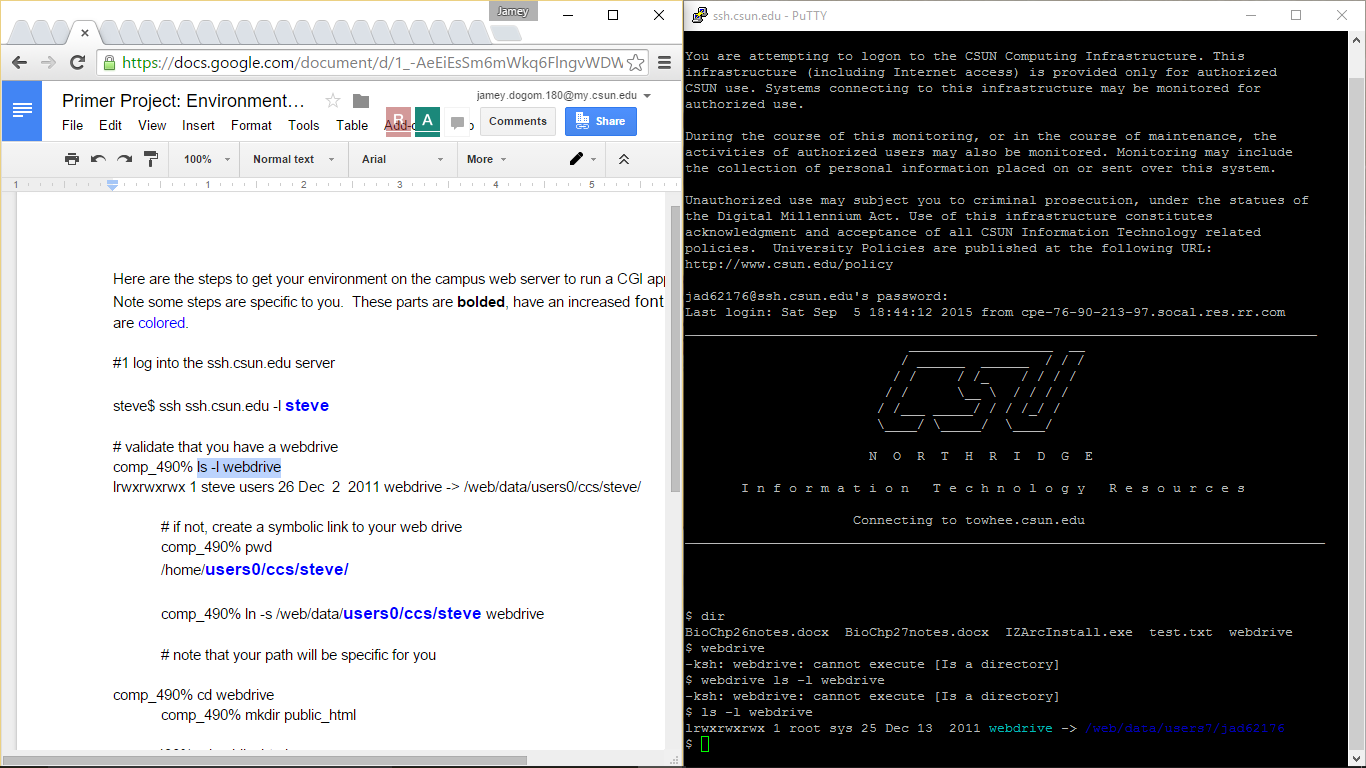 Jamey
https://docs.google.com/document/d/1_-AeEiEsSm6mWkq6FlngvWDW
Primer Project: Environment…
jamey.dogom.180@my.csun.edu
File Edit View Insert Format Tools Table
R A
Comments
Share
100% Normal text Arial More
1 1 2 3 4 5
Here are the steps to get your environment on the campus web server to run a CGI app
Note some steps are specific to you. These parts are bolded, have an increased font
are colored.
#1 log into the ssh.csun.edu server
steve$ ssh ssh.csun.edu -l steve
# validate that you have a webdrive
comp_490% ls -l webdrive
lrwxrwxrwx 1 steve users 26 Dec 2 2011 webdrive -> /web/data/users0/ccs/steve/
# if not, create a symbolic link to your web drive
comp_490% pwd
/home/users0/ccs/steve/
comp_490% ln -s /web/data/users0/ccs/steve webdrive
# note that your path will be specific for you
comp_490% cd webdrive
comp_490% mkdir public_html
ssh.csun.edu - PuTTY
You are attempting to logon to the CSUN Computing Infrastructure. This
infrastructure (including Internet access) is provided only for authorized
CSUN use. Systems connecting to this infrastructure may be monitored for
authorized use.
During the course of this monitoring, or in the course of maintenance, the
activities of authorized users may also be monitored. Monitoring may include
the collection of personal information placed on or sent over this system.
Unauthorized use may subject you to criminal prosecution, under the statues of
the Digital Millennium Act. Use of this infrastructure constitutes
acknowledgment and acceptance of all CSUN Information Technology related
policies. University Policies are published at the following URL:
http://www.csun.edu/policy
jad62176@ssh.csun.edu's password:
Last login: Sat Sep 5 18:44:12 2015 from cpe-76-90-213-97.socal.res.rr.com
CSU
N O R T H R I D G E
I n f o r m a t i o n T e c h n o l o g y R e s o u r c e s
Connecting to towhee.csun.edu
$ dir
BioChp26notes.docx BioChp27notes.docx IZArcInstall.exe test.txt webdrive
$ webdrive
-ksh: webdrive: cannot execute [Is a directory]
$ webdrive ls -l webdrive
-ksh: webdrive: cannot execute [Is a directory]
$ ls -l webdrive
lrwxrwxrwx 1 root sys 25 Dec 13 2011 webdrive -> /web/data/users7/jad62176
$